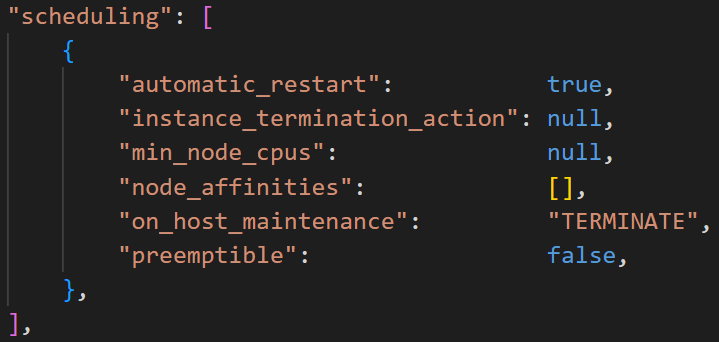 "scheduling": [
{
"automatic_restart": true,
"instance_termination_action": null,
"min_node_cpus": null,
"node_affinities": [],
"on_host_maintenance": "TERMINATE",
"preemptible": false,
},
],